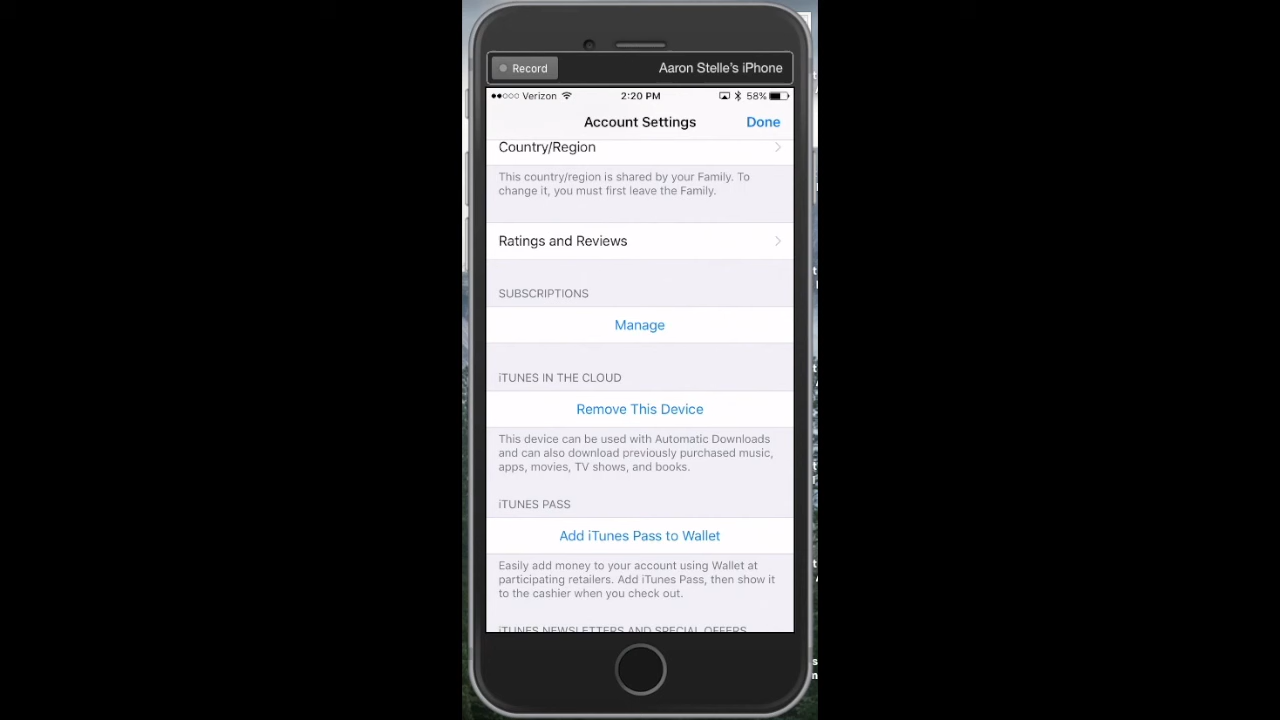 Record
Aaron Stelle's iPhone
Verizon 2:20 PM 58%
Account Settings
Done
Country/Region
This country/region is shared by your Family. To
change it, you must first leave the Family.
Ratings and Reviews
SUBSCRIPTIONS
Manage
iTUNES IN THE CLOUD
Remove This Device
This device can be used with Automatic Downloads
and can also download previously purchased music,
apps, movies, TV shows, and books.
iTUNES PASS
Add iTunes Pass to Wallet
Easily add money to your account using Wallet at
participating retailers. Add iTunes Pass, then show it
to the cashier when you check out.
iTUNES NEWSLETTERS AND SPECIAL OFFERS